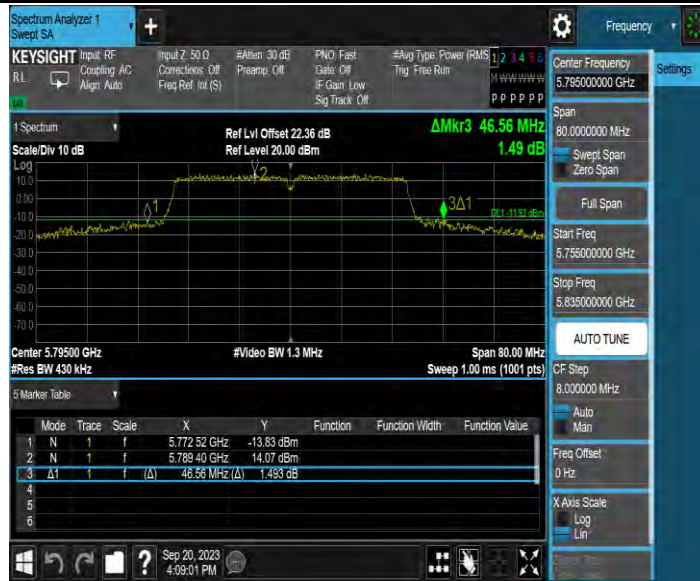 Spectrum Analyzer 1
Swept SA
+
Frequency
KEYSIGHT
RL
Input: RF
Coupling: AC
Align: Auto
Input Z: 50 Ω
Corrections: Off
Freq Ref: Int (S)
#Atten: 30 dB
Preamp: Off
PNO: Fast
Gate: Off
IF Gain: Low
Sig Track: Off
#Avg Type: Power (RMS
Trig: Free Run
1 2 3 4 5 6
M W W W W W
P P P P P P
1 Spectrum
Scale/Div 10 dB
Ref Lvl Offset 22.36 dB
Ref Level 20.00 dBm
ΔMkr3 46.56 MHz
1.49 dB
Log
10.0
0.00
-10.0
-20.0
-30.0
-40.0
-50.0
-60.0
-70.0
1
2
3Δ1
DL1 -11.93 dBm
Center 5.79500 GHz
#Res BW 430 kHz
#Video BW 1.3 MHz
Span 80.00 MHz
Sweep 1.00 ms (1001 pts)
5 Marker Table
Mode Trace Scale X Y Function Function Width Function Value
1 N 1 f 5.772 52 GHz -13.83 dBm
2 N 1 f 5.789 40 GHz 14.07 dBm
3 Δ1 1 f (Δ) 46.56 MHz (Δ) 1.493 dB
4
5
6
Sep 20, 2023
4:09:01 PM
?
Center Frequency
5.795000000 GHz
Settings
Span
80.0000000 MHz
Swept Span
Zero Span
Full Span
Start Freq
5.755000000 GHz
Stop Freq
5.835000000 GHz
AUTO TUNE
CF Step
8.000000 MHz
Auto
Man
Freq Offset
0 Hz
X Axis Scale
Log
Lin